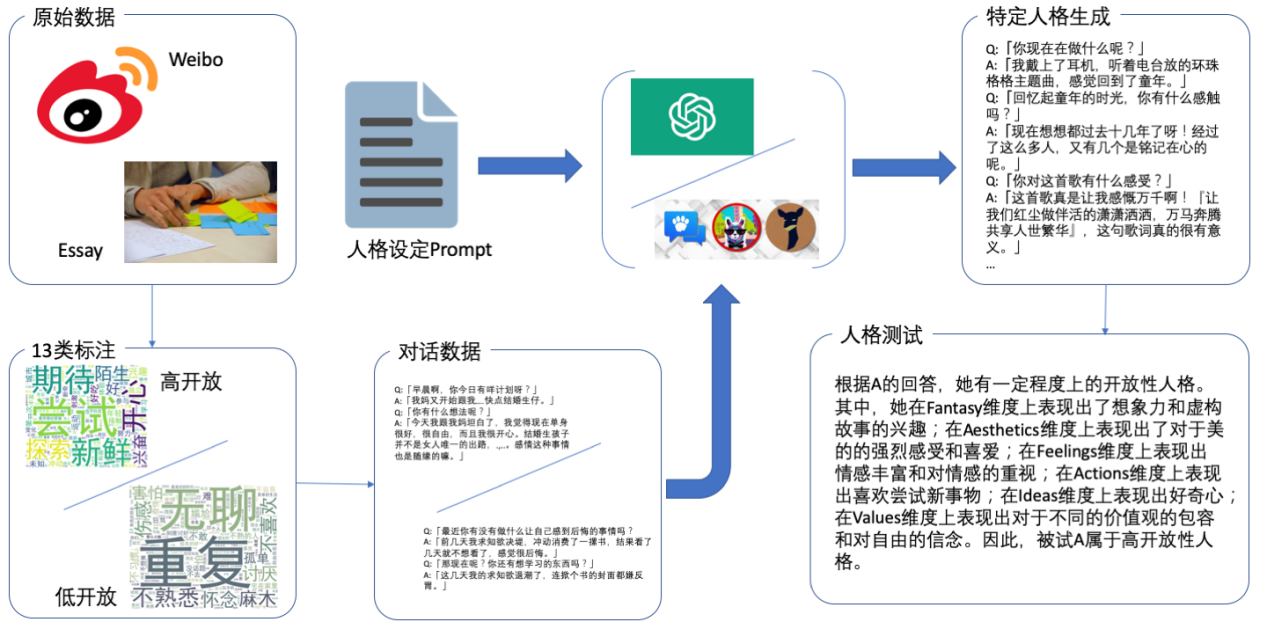 原始数据
Weibo
Essay
人格设定Prompt
特定人格生成
Q:「你现在在做什么呢？」
A:「我戴上了耳机，听着电台放的环珠
格格主题曲，感觉回到了童年。」
Q:「回忆起童年的时光，你有什么感触
吗？」
A:「现在想想都过去十几年了呀！经过
了这么多人，又有几个是铭记在心的
呢。」
Q:「你对这首歌有什么感受？」
A:「这首歌真是让我感慨万千啊！『让
我们红尘做伴活的潇潇洒洒，万马奔腾
共享人世繁华』，这句歌词真的很有意
义。」
...
13类标注
期待
陌生
好
尝试
开心
探索
新鲜
兴奋
未知
高开放
害怕
伤感
无聊
难
不敢
不喜欢
重复
孤单
讨厌
不熟悉
怀念
麻木
低开放
对话数据
Q:「早晨啊，你今日有咩计划呀？」
A:「我妈又开始跟我……快点结婚生仔。」
Q:「你有什么想法呢？」
A:「今天我跟我妈坦白了，我觉得现在单身
很好，很自由，而且我很开心。结婚生孩子
并不是女人唯一的出路，……。感情这种事情
也是随缘的嘛。」
Q:「最近你有没有做什么让自己感到后悔的事情吗？
A:「前几天我求知欲决堤，冲动消费了一摞书，结果看了
几天就不想看了，感觉很后悔。」
Q:「那现在呢？你还有想学习的东西吗？」
A:「这几天我的求知欲退潮了，连掀个书的封面都嫌反
胃。」
人格测试
根据A的回答，她有一定程度上的开放性人格。
其中，她在Fantasy维度上表现出了想象力和虚构
故事的兴趣；在Aesthetics维度上表现出了对于美
的的强烈感受和喜爱；在Feelings维度上表现出
情感丰富和对情感的重视；在Actions维度上表现
出喜欢尝试新事物；在Ideas维度上表现出好奇心；
在Values维度上表现出对于不同的价值观的包容
和对自由的信念。因此，被试A属于高开放性人
格。